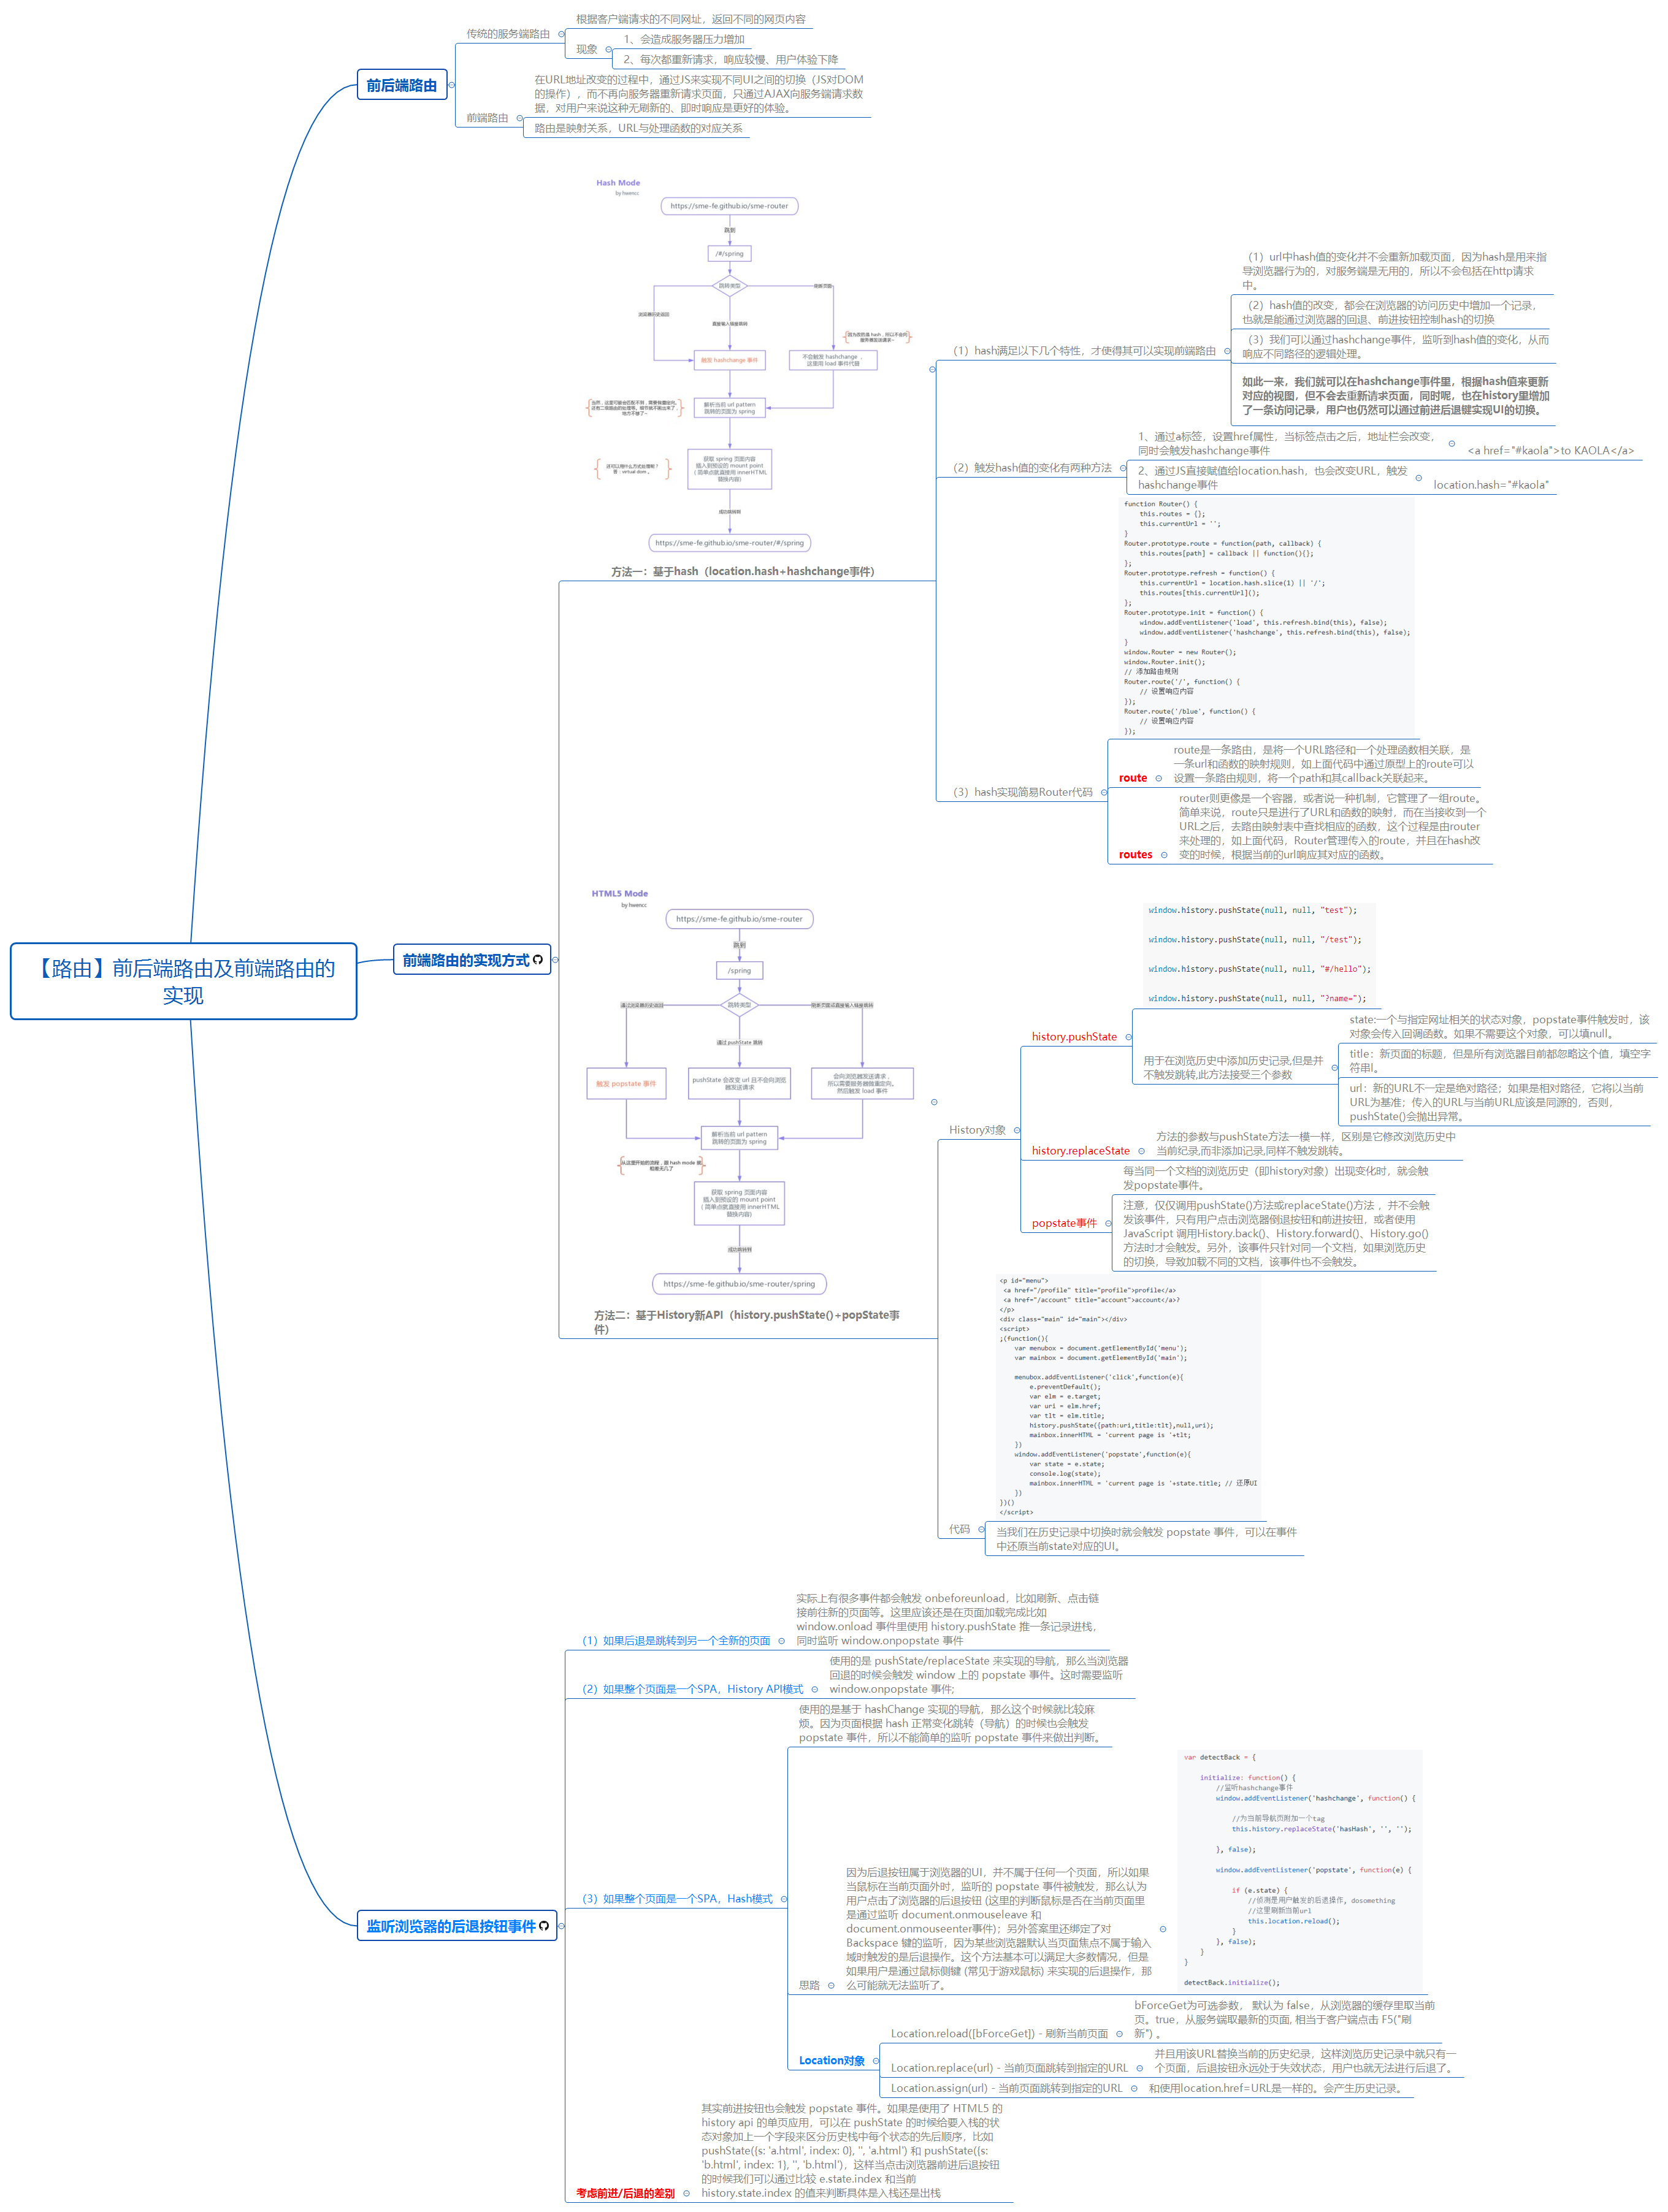 【路由】前后端路由及前端路由的
实现
前后端路由
传统的服务端路由
根据客户端请求的不同网址，返回不同的网页内容
现象
1、会造成服务器压力增加
2、每次都重新请求，响应较慢、用户体验下降
前端路由
在URL地址改变的过程中，通过JS来实现不同UI之间的切换（JS对DOM
的操作），而不再向服务器重新请求页面，只通过AJAX向服务端请求数
据，对用户来说这种无刷新的、即时响应是更好的体验。
路由是映射关系，URL与处理函数的对应关系
前端路由的实现方式
Hash Mode
by hwencc
https://sme-fe.github.io/sme-router
跳到
/#/spring
跳转类型
浏览器历史返回
直接输入链接跳转
刷新页面
因为改的是 hash，所以不会向
服务器发送请求~
触发 hashchange 事件
不会触发 hashchange ，
这里用 load 事件代替
解析当前 url pattern
跳转的页面为 spring
获取 spring 页面内容
插入到预设的 mount point
( 简单点就直接用 innerHTML
替换内容)
还可以用什么方式处理呢？
答：virtual dom 。
成功跳转到
https://sme-fe.github.io/sme-router/#/spring
方法一：基于hash（location.hash+hashchange事件）
（1）hash满足以下几个特性，才使得其可以实现前端路由
（1）url中hash值的变化并不会重新加载页面，因为hash是用来指
导浏览器行为的，对服务端是无用的，所以不会包括在http请求
中。
（2）hash值的改变，都会在浏览器的访问历史中增加一个记录，
也就是能通过浏览器的回退、前进按钮控制hash的切换
（3）我们可以通过hashchange事件，监听到hash值的变化，从而
响应不同路径的逻辑处理。
如此一来，我们就可以在hashchange事件里，根据hash值来更新
对应的视图，但不会去重新请求页面，同时呢，也在history里增加
了一条访问记录，用户也仍然可以通过前进后退键实现UI的切换。
（2）触发hash值的变化有两种方法
1、通过a标签，设置href属性，当标签点击之后，地址栏会改变，
同时会触发hashchange事件
<a href="#kaola">to KAOLA</a>
2、通过JS直接赋值给location.hash，也会改变URL，触发
hashchange事件
location.hash="#kaola"
（3）hash实现简易Router代码
function Router() {
this.routes = {};
this.currentUrl = '';
}
Router.prototype.route = function(path, callback) {
this.routes[path] = callback || function(){};
};
Router.prototype.refresh = function() {
this.currentUrl = location.hash.slice(1) || '/';
this.routes[this.currentUrl]();
};
Router.prototype.init = function() {
window.addEventListener('load', this.refresh.bind(this), false);
window.addEventListener('hashchange', this.refresh.bind(this), false);
}
window.Router = new Router();
window.Router.init();
// 添加路由规则
Router.route('/', function() {
// 设置响应内容
});
Router.route('/blue', function() {
// 设置响应内容
});
route
route是一条路由，是将一个URL路径和一个处理函数相关联，是
一条url和函数的映射规则，如上面代码中通过原型上的route可以
设置一条路由规则，将一个path和其callback关联起来。
routes
router则更像是一个容器，或者说一种机制，它管理了一组route。
简单来说，route只是进行了URL和函数的映射，而在当接收到一个
URL之后，去路由映射表中查找相应的函数，这个过程是由router
来处理的，如上面代码，Router管理传入的route，并且在hash改
变的时候，根据当前的url响应其对应的函数。
HTML5 Mode
by hwencc
https://sme-fe.github.io/sme-router
跳到
/spring
跳转类型
通过浏览器历史返回
通过 pushState 跳转
刷新页面或直接输入链接跳转
触发 popstate 事件
pushState 会改变 url 且不会向浏览
器发送请求
会向浏览器发送请求，
所以需要服务器做重定向。
然后触发 load 事件
解析当前 url pattern
跳转的页面为 spring
从这里开始的流程，跟 hash mode 就
相差无几了
获取 spring 页面内容
插入到预设的 mount point
( 简单点就直接用 innerHTML
替换内容)
成功跳转到
https://sme-fe.github.io/sme-router/spring
方法二：基于History新API（history.pushState()+popState事
件）
History对象
history.pushState
window.history.pushState(null, null, "test");
window.history.pushState(null, null, "/test");
window.history.pushState(null, null, "#/hello");
window.history.pushState(null, null, "?name=");
用于在浏览历史中添加历史记录,但是并
不触发跳转,此方法接受三个参数
state:一个与指定网址相关的状态对象，popstate事件触发时，该
对象会传入回调函数。如果不需要这个对象，可以填null。
title：新页面的标题，但是所有浏览器目前都忽略这个值，填空字
符串l。
url：新的URL不一定是绝对路径；如果是相对路径，它将以当前
URL为基准；传入的URL与当前URL应该是同源的，否则，
pushState()会抛出异常。
history.replaceState
方法的参数与pushState方法一模一样，区别是它修改浏览历史中
当前纪录,而非添加记录,同样不触发跳转。
popstate事件
每当同一个文档的浏览历史（即history对象）出现变化时，就会触
发popstate事件。
注意，仅仅调用pushState()方法或replaceState()方法 ，并不会触
发该事件，只有用户点击浏览器倒退按钮和前进按钮，或者使用
JavaScript 调用History.back()、History.forward()、History.go()
方法时才会触发。另外，该事件只针对同一个文档，如果浏览历史
的切换，导致加载不同的文档，该事件也不会触发。
代码
<p id="menu">
<a href="/profile" title="profile">profile</a>
<a href="/account" title="account">account</a>?
</p>
<div class="main" id="main"></div>
<script>
;(function(){
var menubox = document.getElementById('menu');
var mainbox = document.getElementById('main');
menubox.addEventListener('click',function(e){
e.preventDefault();
var elm = e.target;
var uri = elm.href;
var tlt = elm.title;
history.pushState({path:uri,title:tlt},null,uri);
mainbox.innerHTML = 'current page is '+tlt;
})
window.addEventListener('popstate',function(e){
var state = e.state;
console.log(state);
mainbox.innerHTML = 'current page is '+state.title; // 还原UI
})
})()
</script>
当我们在历史记录中切换时就会触发 popstate 事件，可以在事件
中还原当前state对应的UI。
监听浏览器的后退按钮事件
（1）如果后退是跳转到另一个全新的页面
实际上有很多事件都会触发 onbeforeunload，比如刷新、点击链
接前往新的页面等。这里应该还是在页面加载完成比如
window.onload 事件里使用 history.pushState 推一条记录进栈，
同时监听 window.onpopstate 事件
（2）如果整个页面是一个SPA，History API模式
使用的是 pushState/replaceState 来实现的导航，那么当浏览器
回退的时候会触发 window 上的 popstate 事件。这时需要监听
window.onpopstate 事件;
（3）如果整个页面是一个SPA，Hash模式
使用的是基于 hashChange 实现的导航，那么这个时候就比较麻
烦。因为页面根据 hash 正常变化跳转（导航）的时候也会触发
popstate 事件，所以不能简单的监听 popstate 事件来做出判断。
思路
因为后退按钮属于浏览器的UI，并不属于任何一个页面，所以如果
当鼠标在当前页面外时，监听的 popstate 事件被触发，那么认为
用户点击了浏览器的后退按钮 (这里的判断鼠标是否在当前页面里
是通过监听 document.onmouseleave 和
document.onmouseenter事件)；另外答案里还绑定了对
Backspace 键的监听，因为某些浏览器默认当页面焦点不属于输入
域时触发的是后退操作。这个方法基本可以满足大多数情况，但是
如果用户是通过鼠标侧键 (常见于游戏鼠标) 来实现的后退操作，那
么可能就无法监听了。
var detectBack = {
initialize: function() {
//监听hashchange事件
window.addEventListener('hashchange', function() {
//为当前导航页附加一个tag
this.history.replaceState('hasHash', '', '');
}, false);
window.addEventListener('popstate', function(e) {
if (e.state) {
//侦测是用户触发的后退操作, dosomething
//这里刷新当前url
this.location.reload();
}
}, false);
}
}
detectBack.initialize();
Location对象
Location.reload([bForceGet]) - 刷新当前页面
bForceGet为可选参数， 默认为 false，从浏览器的缓存里取当前
页。true，从服务端取最新的页面, 相当于客户端点击 F5("刷
新") 。
Location.replace(url) - 当前页面跳转到指定的URL
并且用该URL替换当前的历史纪录，这样浏览历史记录中就只有一
个页面，后退按钮永远处于失效状态，用户也就无法进行后退了。
Location.assign(url) - 当前页面跳转到指定的URL
和使用location.href=URL是一样的。会产生历史记录。
考虑前进/后退的差别
其实前进按钮也会触发 popstate 事件。如果是使用了 HTML5 的
history api 的单页应用，可以在 pushState 的时候给要入栈的状
态对象加上一个字段来区分历史栈中每个状态的先后顺序，比如
pushState({s: 'a.html', index: 0}, '', 'a.html') 和 pushState({s:
'b.html', index: 1}, '', 'b.html')，这样当点击浏览器前进后退按钮
的时候我们可以通过比较 e.state.index 和当前
history.state.index 的值来判断具体是入栈还是出栈